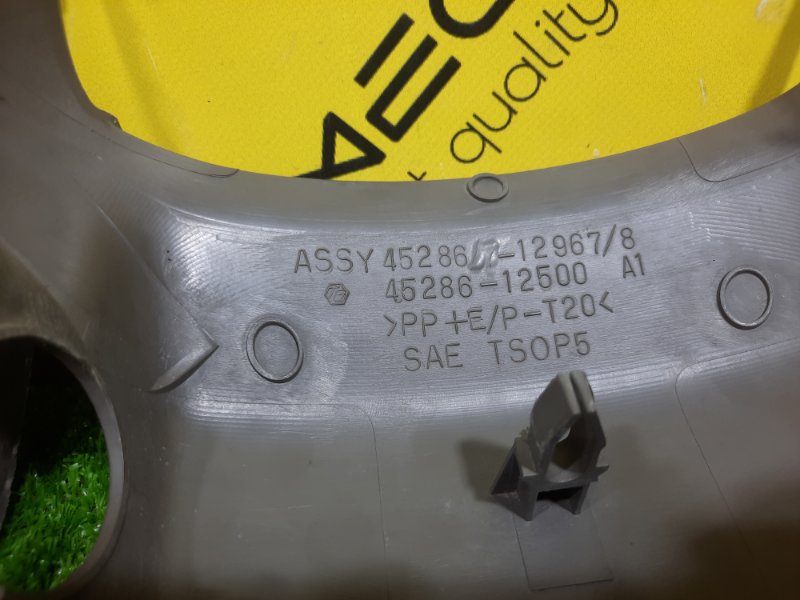 quality
ASSY 45286-12967/8
45286-12500 A1
>PP+E/P-T20<
SAE TSOP5